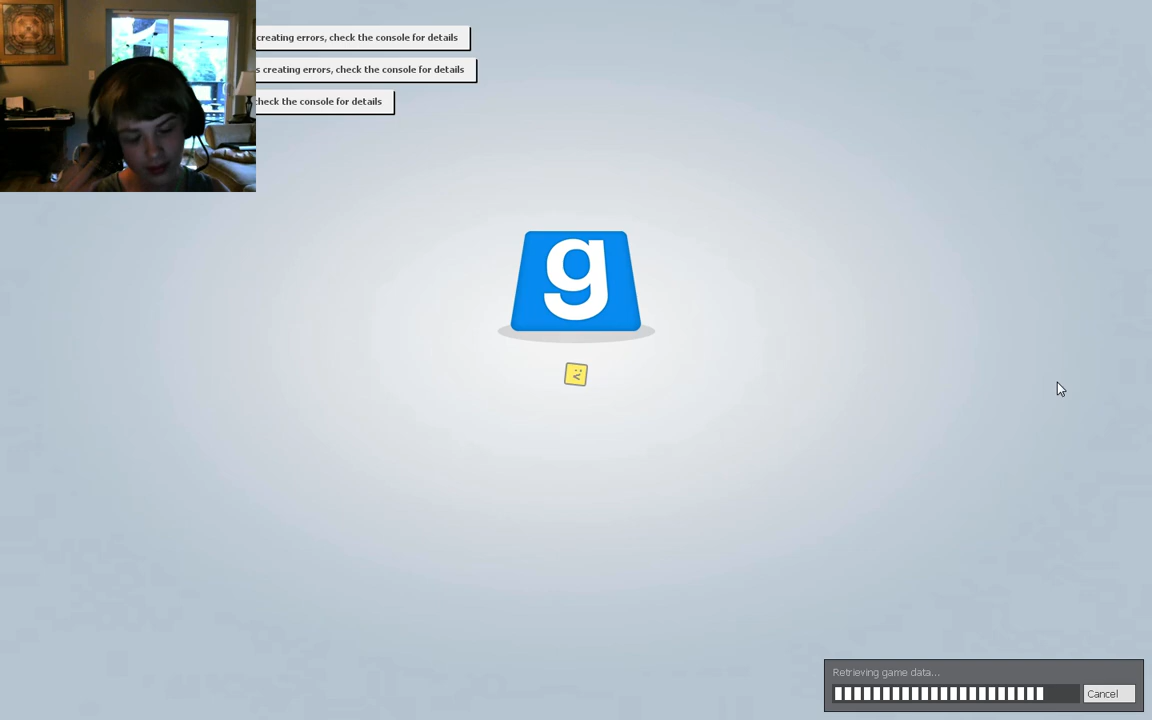 creating errors, check the console for details
s creating errors, check the console for details
check the console for details
g
Retrieving game data...
Cancel